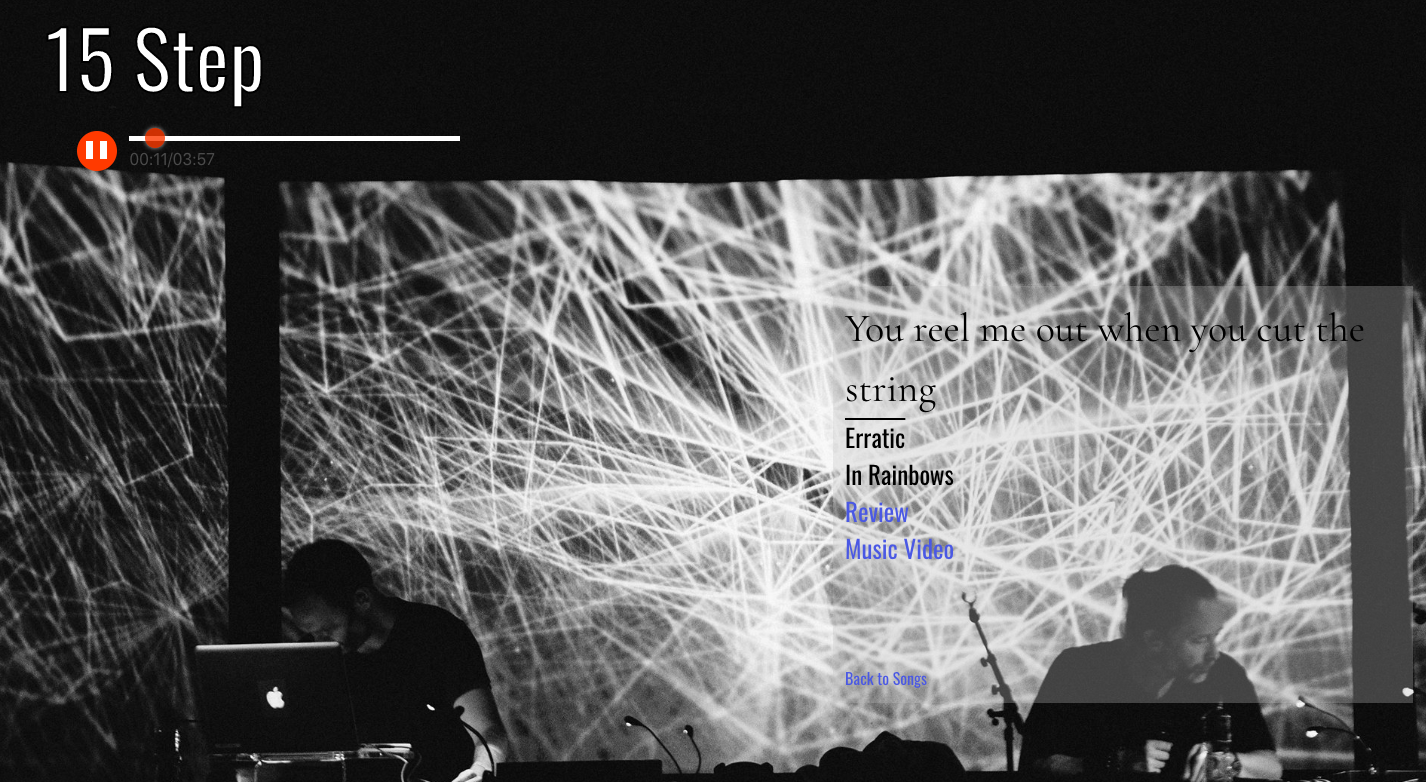 15 Step
00:11/03:57
You reel me out when you cut the
string
Erratic
In Rainbows
Review
Music Video
Back to Songs